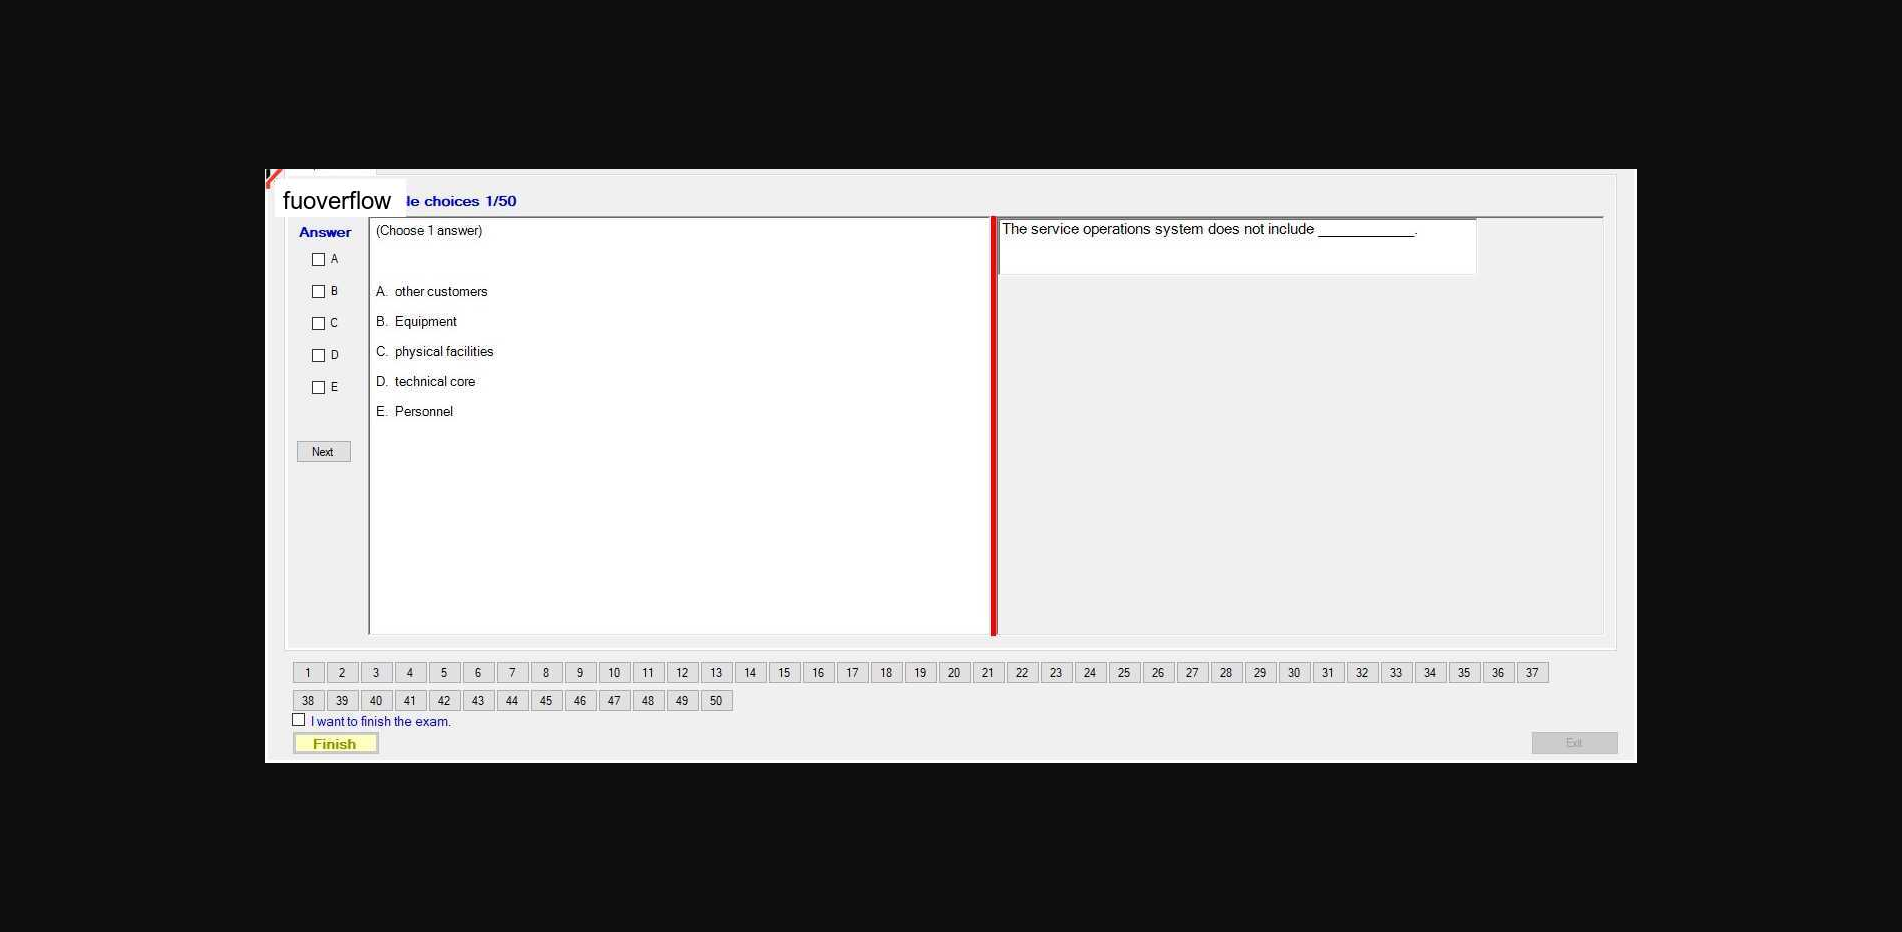 fuoverflow
le choices 1/50
Answer
(Choose 1 answer)
The service operations system does not include ____________.
A
B
C
D
E
A. other customers
B. Equipment
C. physical facilities
D. technical core
E. Personnel
Next
1 2 3 4 5 6 7 8 9 10 11 12 13 14 15 16 17 18 19 20 21 22 23 24 25 26 27 28 29 30 31 32 33 34 35 36 37
38 39 40 41 42 43 44 45 46 47 48 49 50
I want to finish the exam.
Finish
Exit